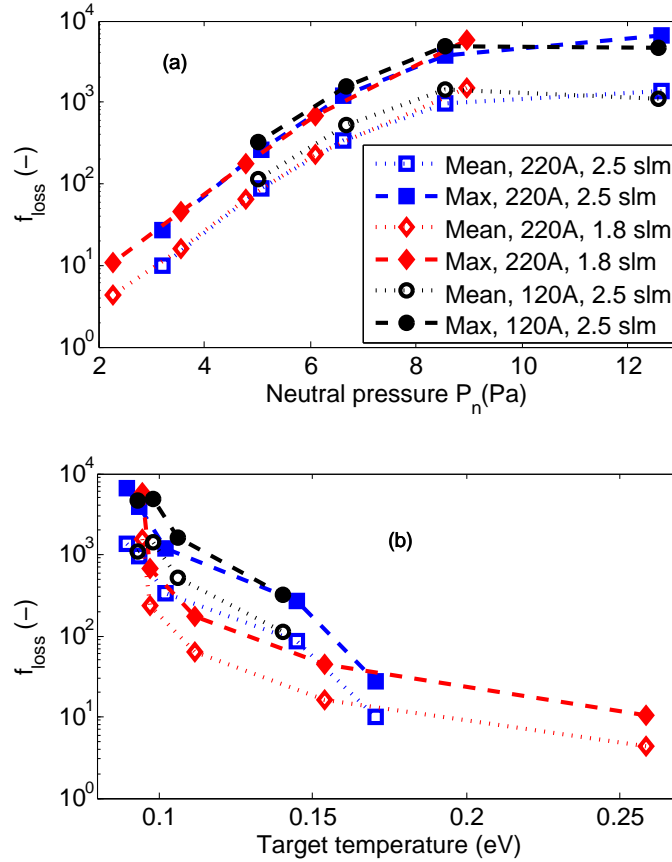 10^4
(a)
10^3
10^2
10^1
10^0
f_loss (−)
Mean, 220A, 2.5 slm
Max, 220A, 2.5 slm
Mean, 220A, 1.8 slm
Max, 220A, 1.8 slm
Mean, 120A, 2.5 slm
Max, 120A, 2.5 slm
2 4 6 8 10 12
Neutral pressure P_n(Pa)
10^4
10^3
(b)
10^2
10^1
10^0
f_loss (−)
0.1 0.15 0.2 0.25
Target temperature (eV)